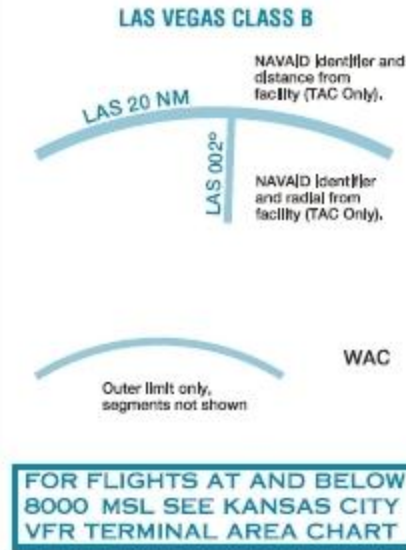 LAS VEGAS CLASS B
NAVAID Identifier and
distance from
facility (TAC Only).
LAS 20 NM
LAS 002°
NAVAID Identifier
and radial from
facility (TAC Only).
WAC
Outer limit only,
segments not shown
FOR FLIGHTS AT AND BELOW
8000 MSL SEE KANSAS CITY
VFR TERMINAL AREA CHART